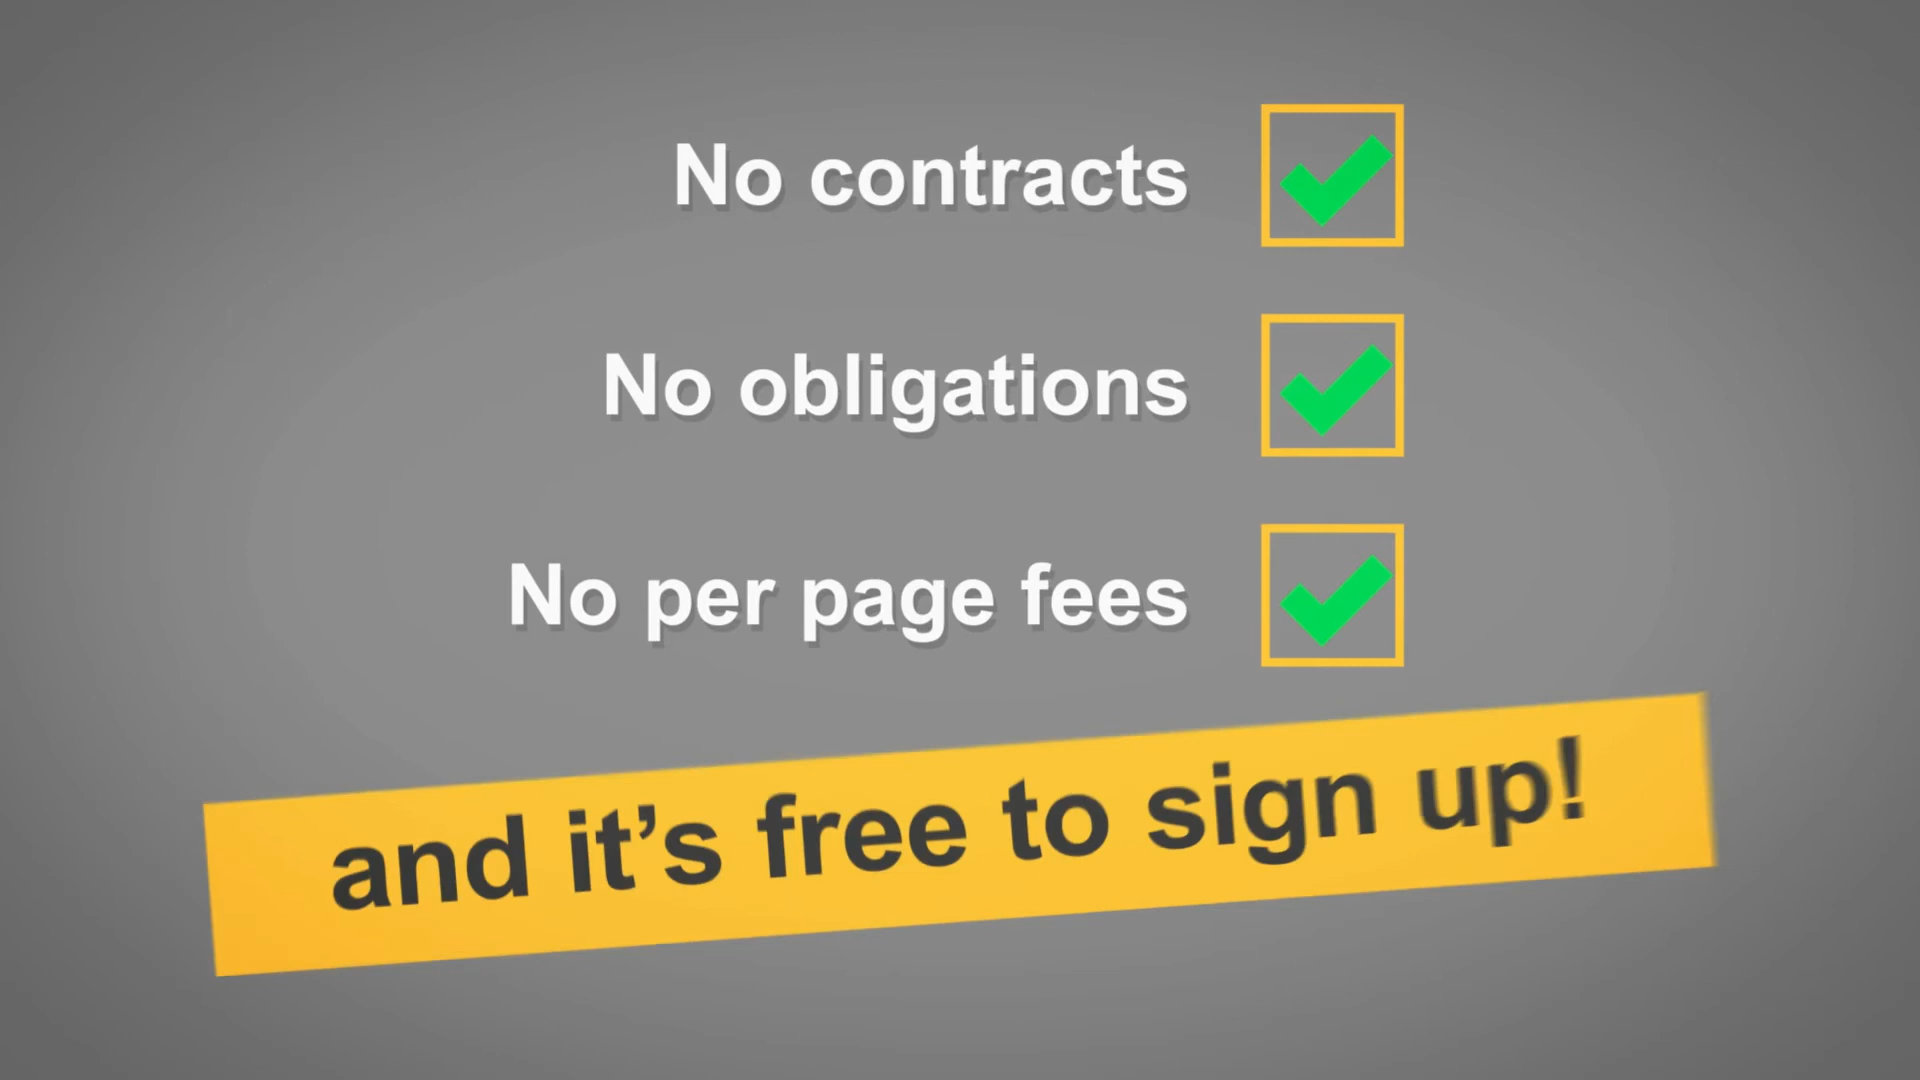 No contracts
No obligations
No per page fees
and it’s free to sign up!